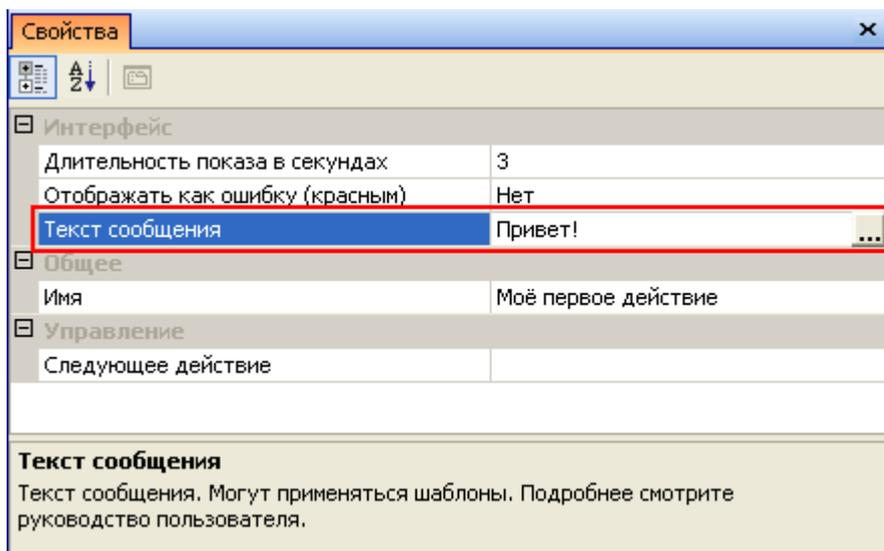 Свойства
Интерфейс
Длительность показа в секундах 3
Отображать как ошибку (красным) Нет
Текст сообщения Привет! ...
Общее
Имя Моё первое действие
Управление
Следующее действие
Текст сообщения
Текст сообщения. Могут применяться шаблоны. Подробнее смотрите
руководство пользователя.